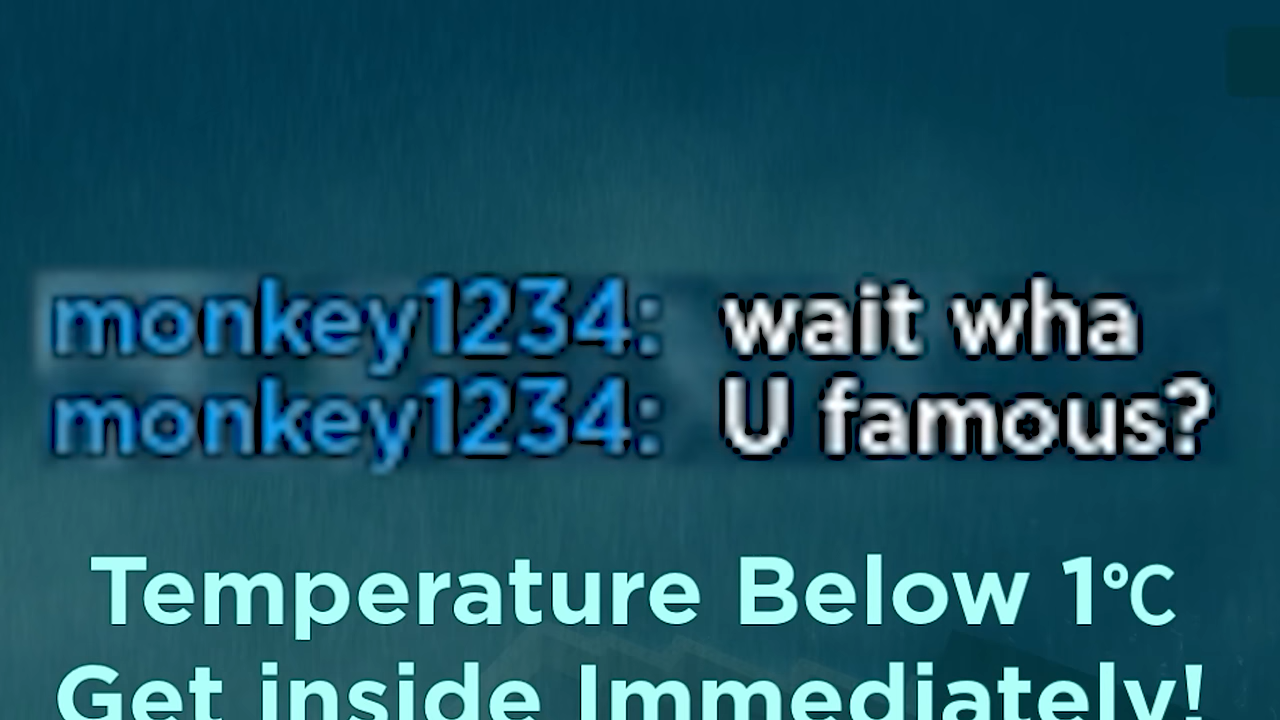 monkey1234: wait wha
monkey1234: U famous?
Temperature Below 1°C
Get inside Immediately!